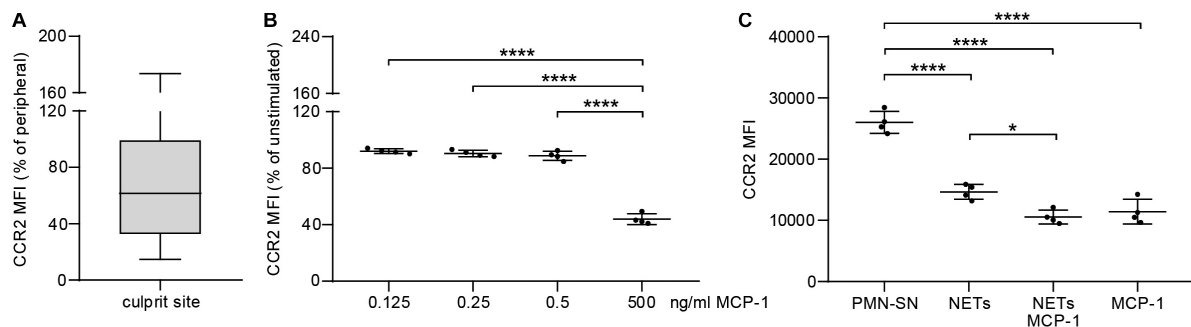 A
CCR2 MFI (% of peripheral)
200
160
120
80
40
0
culprit site
B
CCR2 MFI (% of unstimulated)
240
160
120
80
40
0
****
****
****
0.125 0.25 0.5 500 ng/ml MCP-1
C
CCR2 MFI
40000
30000
20000
10000
0
****
****
****
*
PMN-SN NETs NETs MCP-1
MCP-1